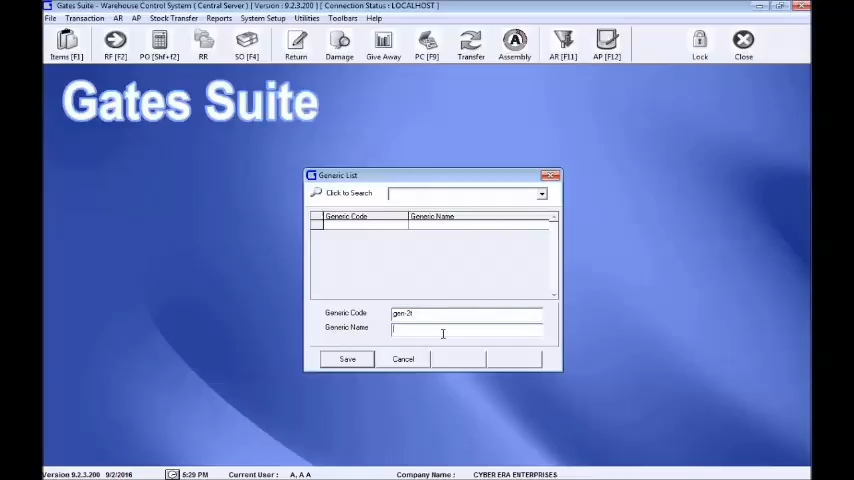 Gates Suite - Warehouse Control System ( Central Server ) [ Version : 9.2.3.200 ] [ Connection Status : LOCALHOST ]
File Transaction AR AP Stock Transfer Reports System Setup Utilities Toolbars Help
Items [F1] RF [F2] PO [Shf+f2] RR SO [F4] Return Damage Give Away PC [F9] Transfer Assembly AR [F11] AP [F12] Lock Close
Gates Suite
Generic List
Click to Search
Generic Code Generic Name
Generic Code gen-2t
Generic Name
Save Cancel
Version 9.2.3.200 9/2/2016 5:29 PM Current User : A, A A Company Name : CYBER ERA ENTERPRISES